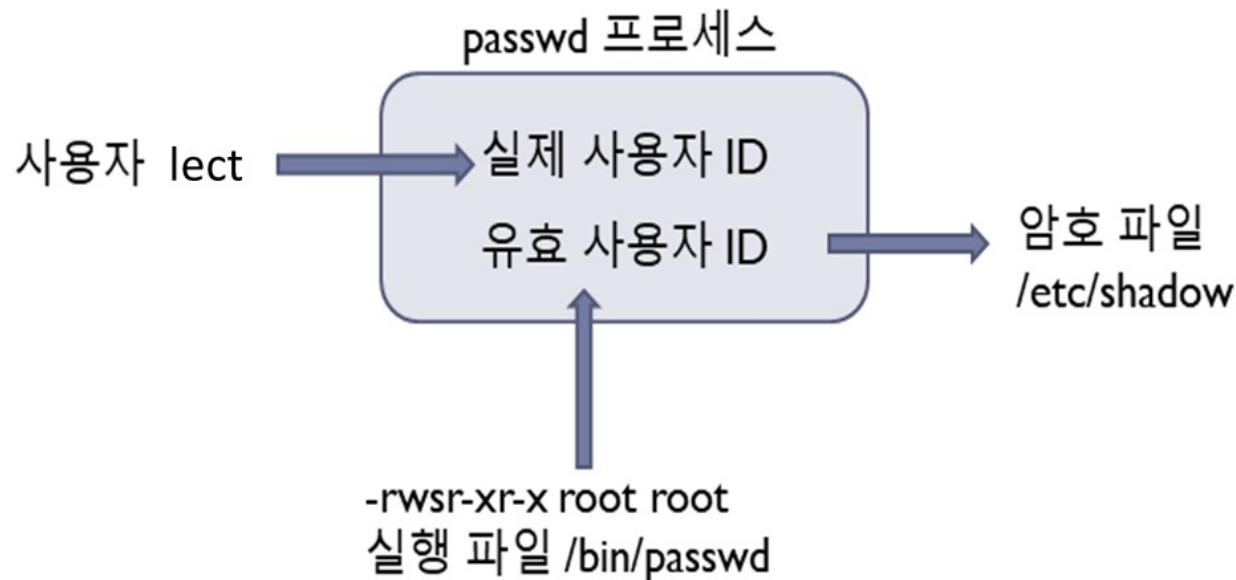 passwd 프로세스
사용자 lect
실제 사용자 ID
유효 사용자 ID
암호 파일
/etc/shadow
-rwsr-xr-x root root
실행 파일 /bin/passwd